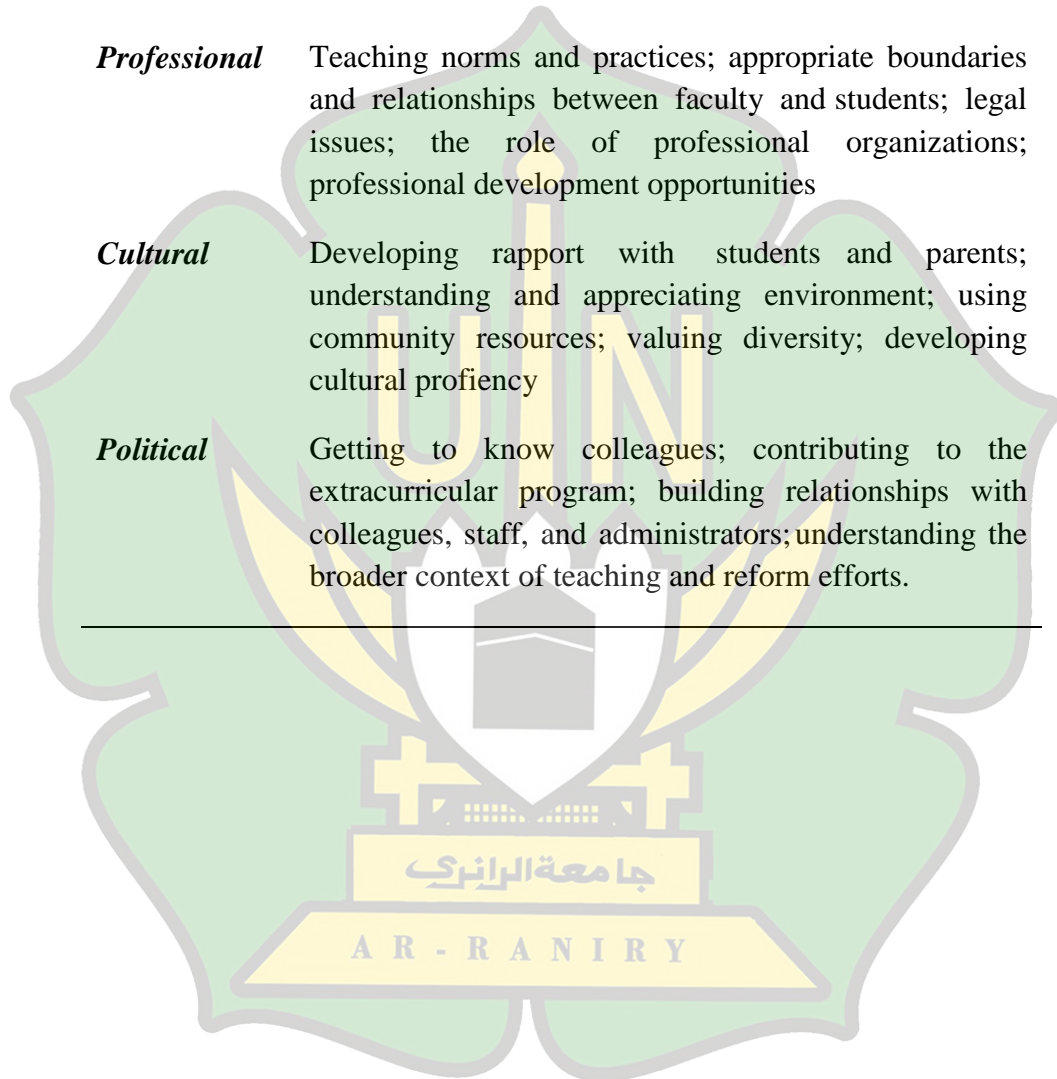 Professional Teaching norms and practices; appropriate boundaries
and relationships between faculty and students; legal
issues; the role of professional organizations;
professional development opportunities
Cultural Developing rapport with students and parents;
understanding and appreciating environment; using
community resources; valuing diversity; developing
cultural profiency
Political Getting to know colleagues; contributing to the
extracurricular program; building relationships with
colleagues, staff, and administrators; understanding the
broader context of teaching and reform efforts.
UIN
جامعةالرانري
AR-RANIRY